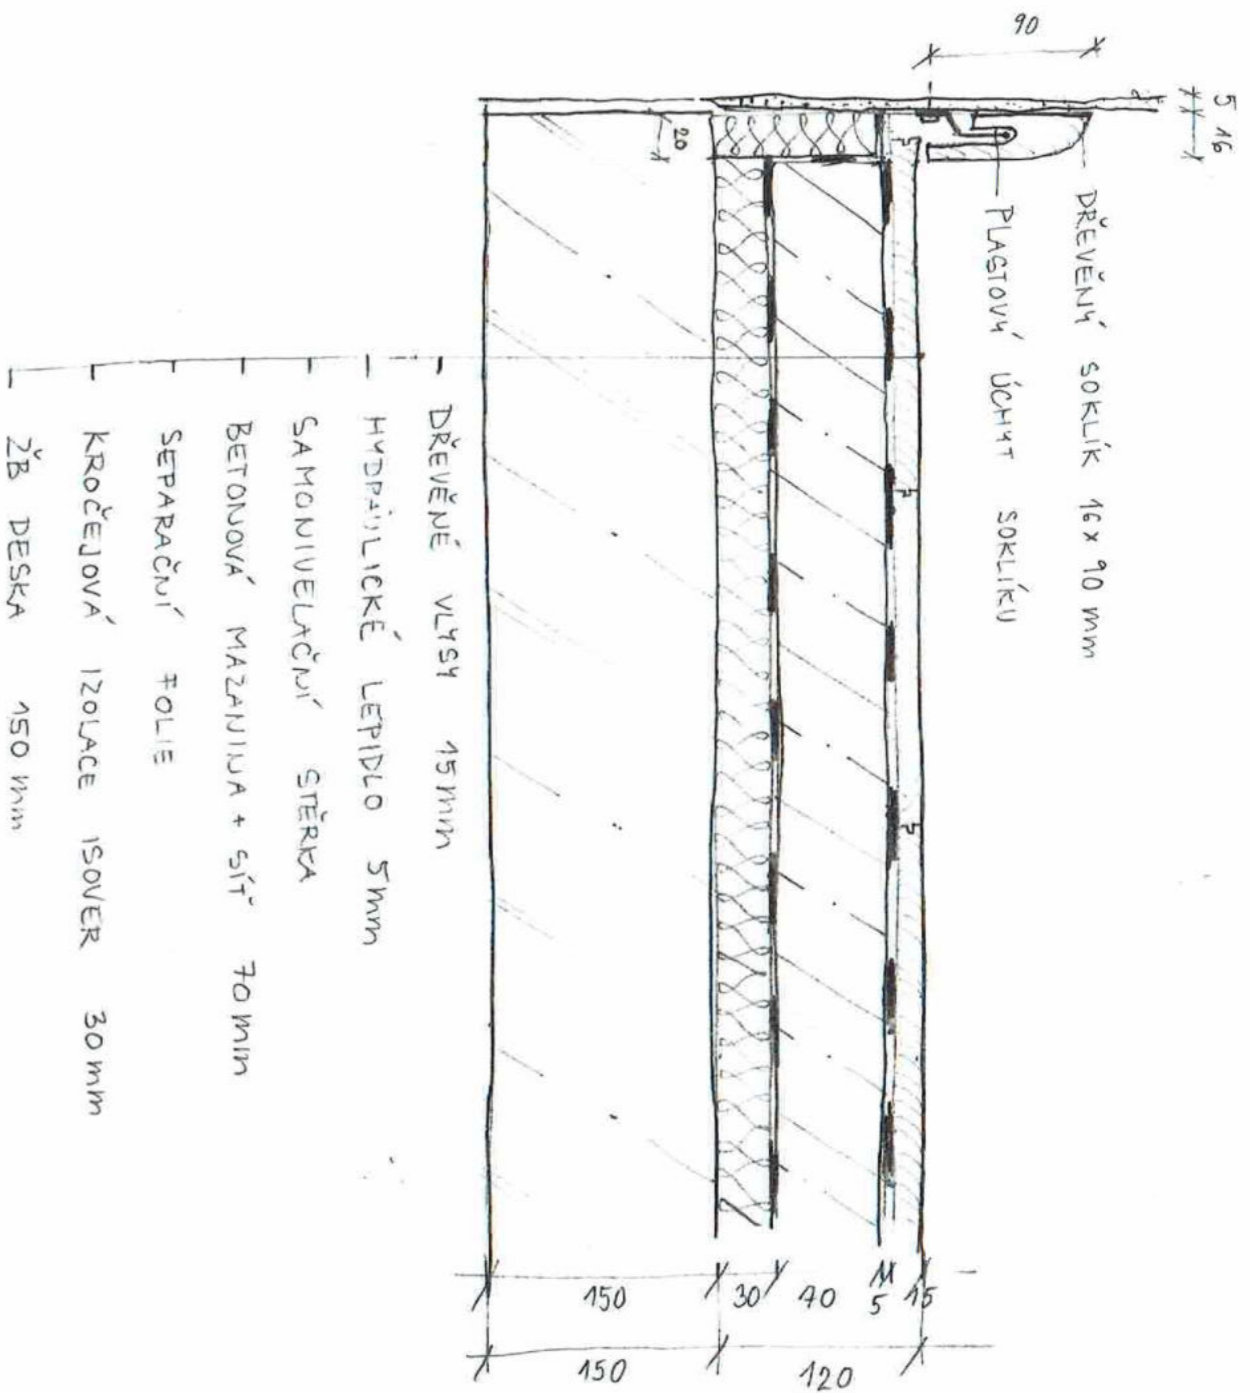 5 16
90
DŘEVĚNÝ SOKLÍK 16 x 90 mm
PLASTOVÝ ÚCHYT SOKLÍKU
20
DŘEVĚNÉ VLYSY 15 mm
HYDRAULICKÉ LEPIDLO 5 mm
SAMONIVELAČNÍ STĚRKA
BETONOVÁ MAZANINA + SÍŤ 70 mm
SEPARAČNÍ FOLIE
KROČEJOVÁ IZOLACE ISOVER 30 mm
ŽB DESKA 150 mm
150 30 70 5 15
150 120